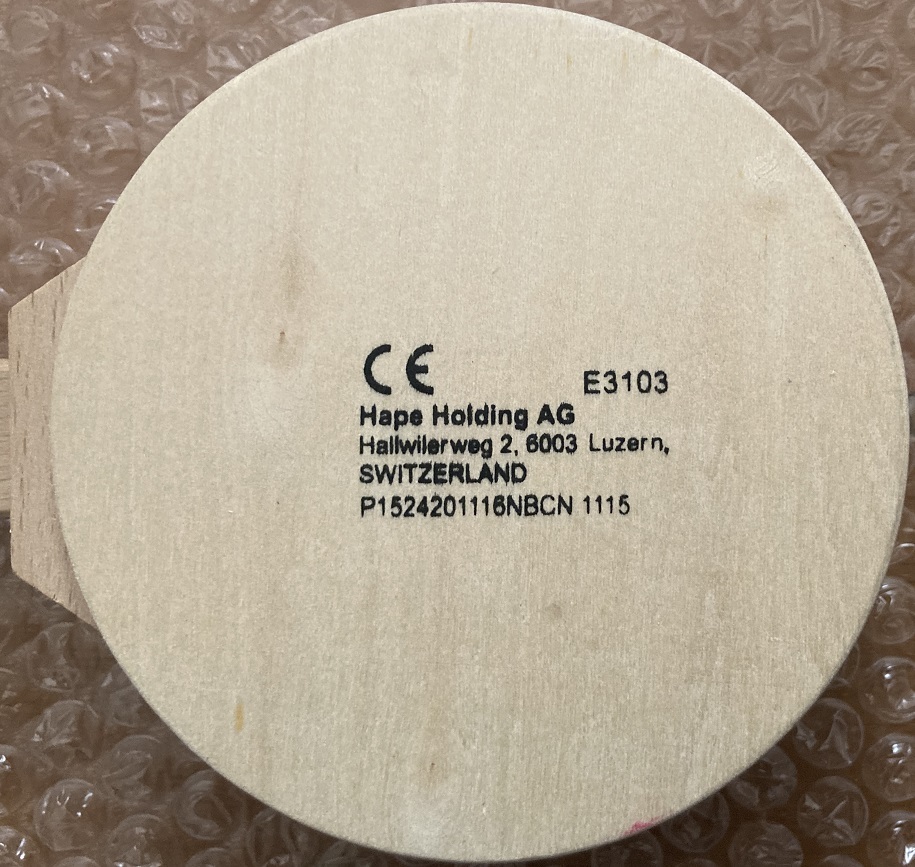 CE E3103
Hape Holding AG
Hallwilerweg 2, 6003 Luzern,
SWITZERLAND
P1524201116NBCN 1115